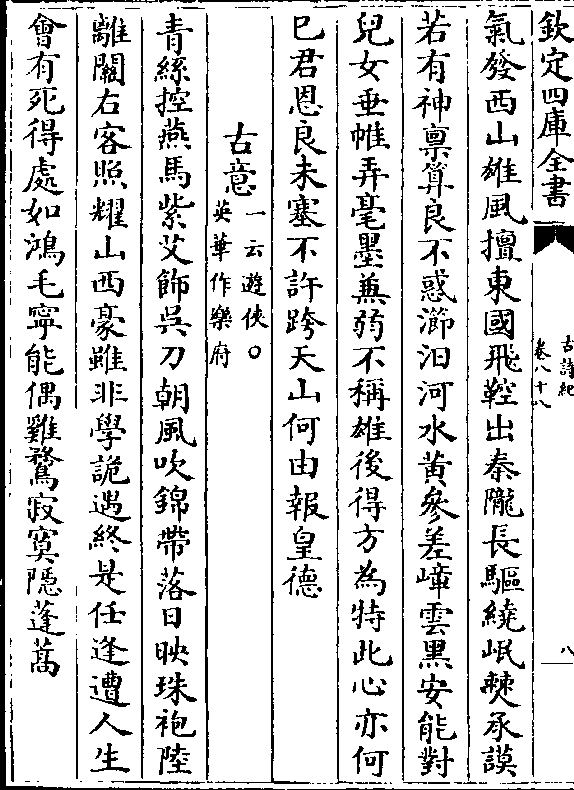 欽定四庫全書
古詩紀
卷八十八
八
氣發西山雄風擅東國飛鞚出秦隴長驅繞岷僰承謨
若有神禀算良不惑㵧汨河水黄參差嶂雲黑安能對
兒女垂帷弄毫墨兼弱不稱雄後得方為特此心亦何
已君恩良未塞不許跨天山何由報皇德
古意
一云遊俠○
英華作樂府
青絲控燕馬紫艾飾吳刀朝風吹錦帶落日映珠袍陸
離關右客照耀山西豪雖非學詭遇終是任逢遭人生
會有死得處如鴻毛寧能偶雞鶩寂寞隱蓬蒿